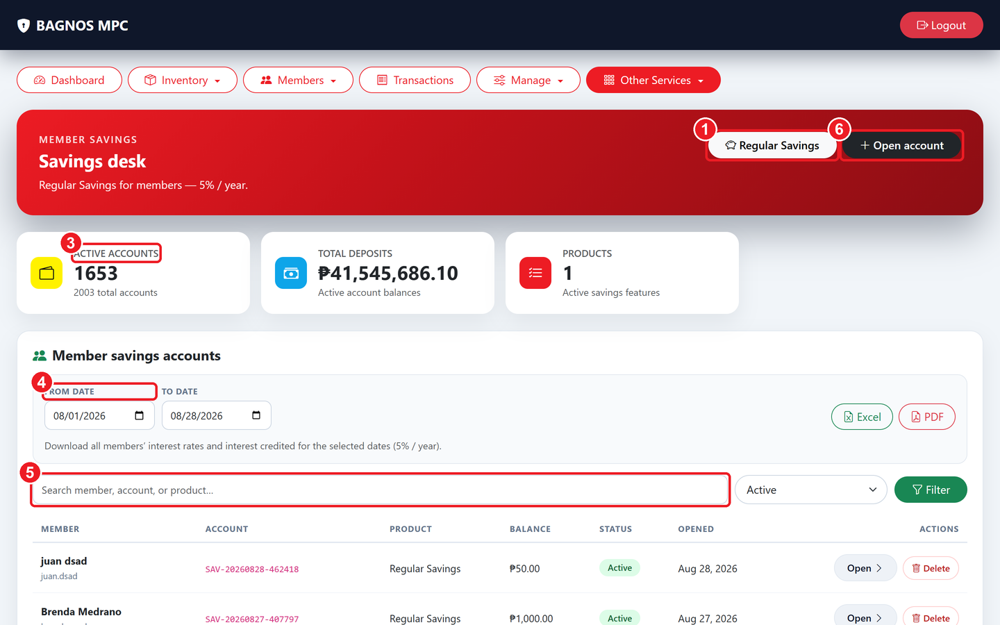 BAGNOS MPC
Logout
Dashboard
Inventory
Members
Transactions
Manage
Other Services
MEMBER SAVINGS
Savings desk
Regular Savings for members — 5% / year.
1
Regular Savings
6
+ Open account
3
ACTIVE ACCOUNTS
1653
2003 total accounts
TOTAL DEPOSITS
₱41,545,686.10
Active account balances
PRODUCTS
1
Active savings features
Member savings accounts
4
FROM DATE
TO DATE
08/01/2026
08/28/2026
Excel
PDF
Download all members’ interest rates and interest credited for the selected dates (5% / year).
5
Search member, account, or product...
Active
Filter
MEMBER ACCOUNT PRODUCT BALANCE STATUS OPENED ACTIONS
juan dsad
juan.dsad
SAV-20260828-462418
Regular Savings
₱50.00
Active
Aug 28, 2026
Open
Delete
Brenda Medrano
SAV-20260827-407797
Regular Savings
₱1,000.00
Active
Aug 27, 2026
Open
Delete